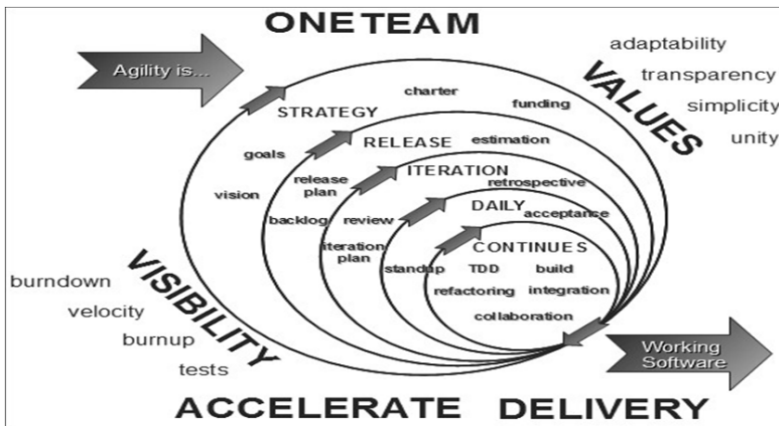 ONE TEAM
Agility is...
adaptability
transparency
simplicity
unity
VALUES
charter
funding
STRATEGY
goals
vision
RELEASE
estimation
release
plan
backlog
ITERATION
retrospective
review
iteration
plan
DAILY
acceptance
standup
CONTINUES
TDD
build
refactoring
integration
collaboration
VISIBILITY
burndown
velocity
burnup
tests
Working
Software
ACCELERATE DELIVERY